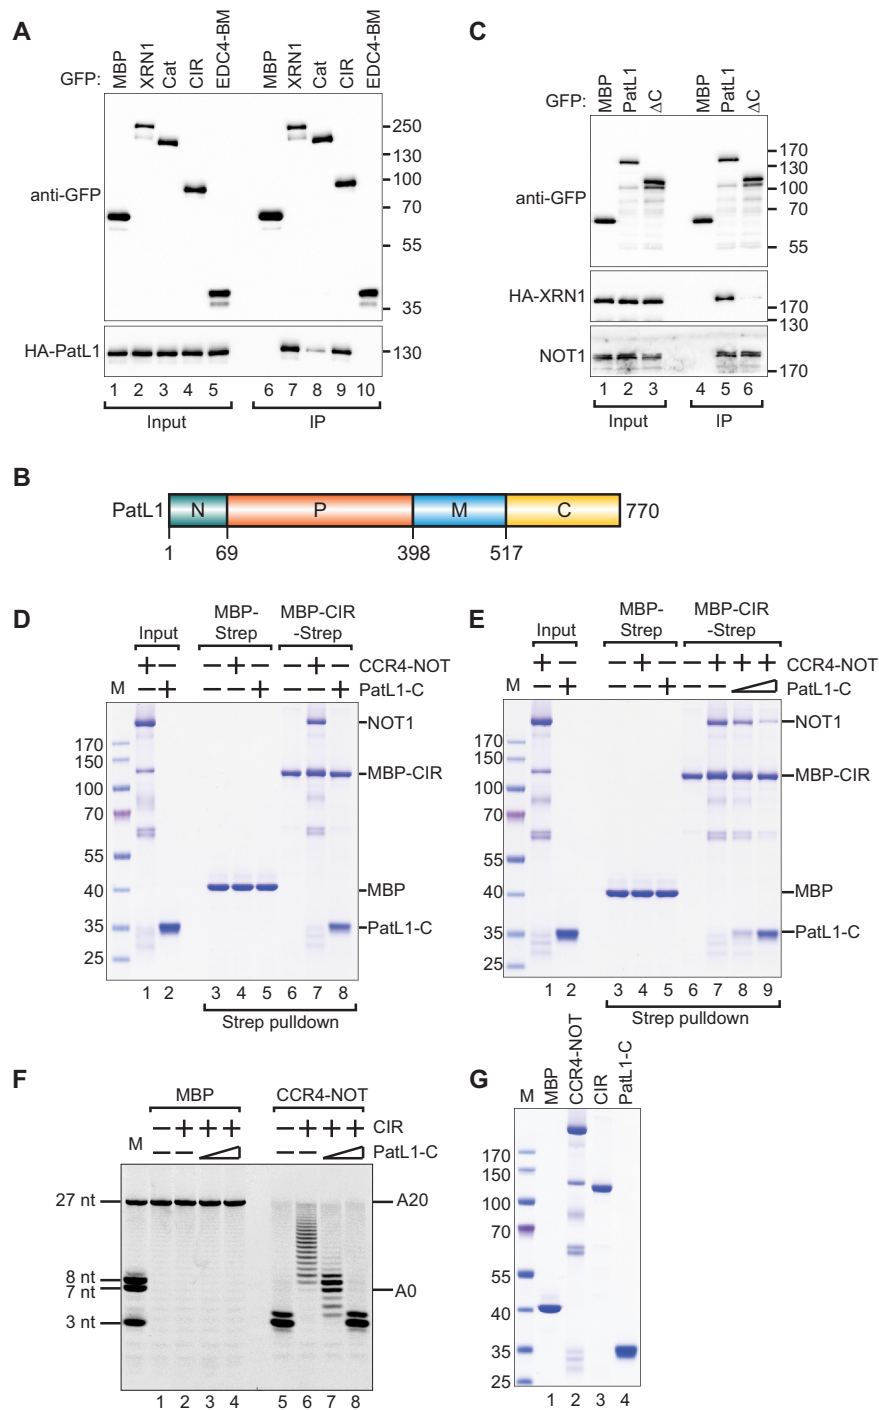 A
GFP:
MBP
XRN1
Cat
CIR
EDC4-BM
MBP
XRN1
Cat
CIR
EDC4-BM
anti-GFP
250
130
100
70
55
35
HA-PatL1
130
1 2 3 4 5 6 7 8 9 10
Input IP
C
GFP:
MBP
PatL1
ΔC
MBP
PatL1
ΔC
anti-GFP
170
130
100
70
55
HA-XRN1
170
130
NOT1
170
1 2 3 4 5 6
Input IP
B
PatL1 N P M C 770
1 69 398 517
D
Input MBP-Strep MBP-CIR-Strep
+ − − + − − + − CCR4-NOT
M − + − − + − − + PatL1-C
NOT1
170
150
MBP-CIR
100
70
55
40
MBP
35
PatL1-C
25
1 2 3 4 5 6 7 8
Strep pulldown
E
Input MBP-Strep MBP-CIR-Strep
+ − − + − − + + + CCR4-NOT
M − + − − + − − PatL1-C
NOT1
170
150
MBP-CIR
100
70
55
40
MBP
35
PatL1-C
25
1 2 3 4 5 6 7 8 9
Strep pulldown
F
MBP CCR4-NOT
− + + + − + + + CIR
M − − − − PatL1-C
27 nt A20
8 nt
7 nt A0
3 nt
1 2 3 4 5 6 7 8
G
M
MBP
CCR4-NOT
CIR
PatL1-C
170
150
100
70
55
40
35
25
1 2 3 4